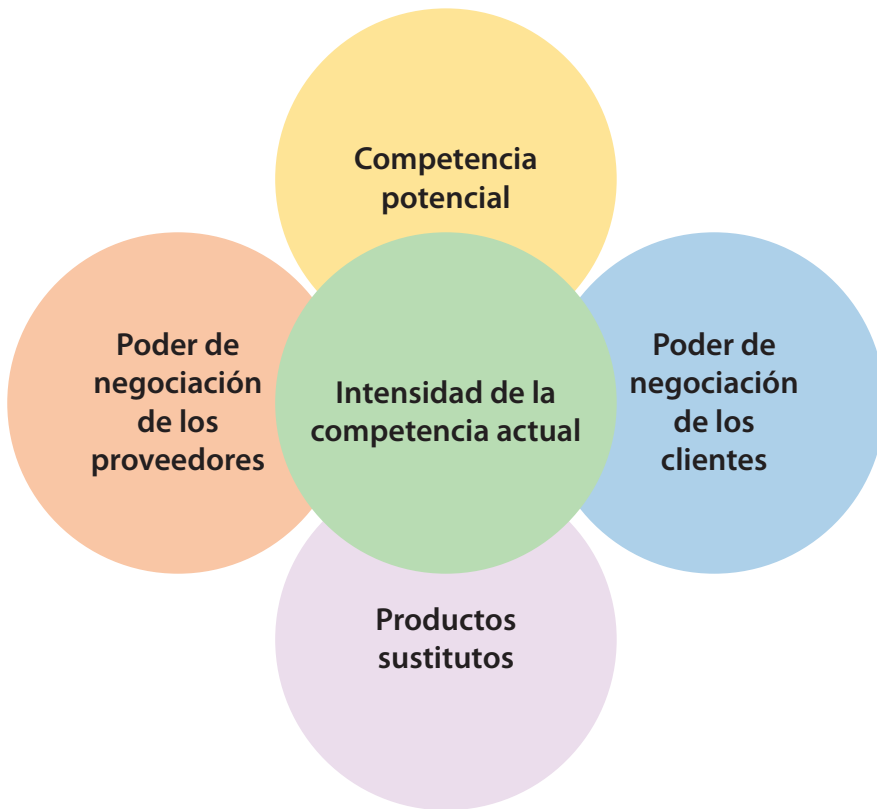 Competencia
potencial
Poder de
negociación
de los
proveedores
Intensidad de la
competencia actual
Poder de
negociación
de los
clientes
Productos
sustitutos